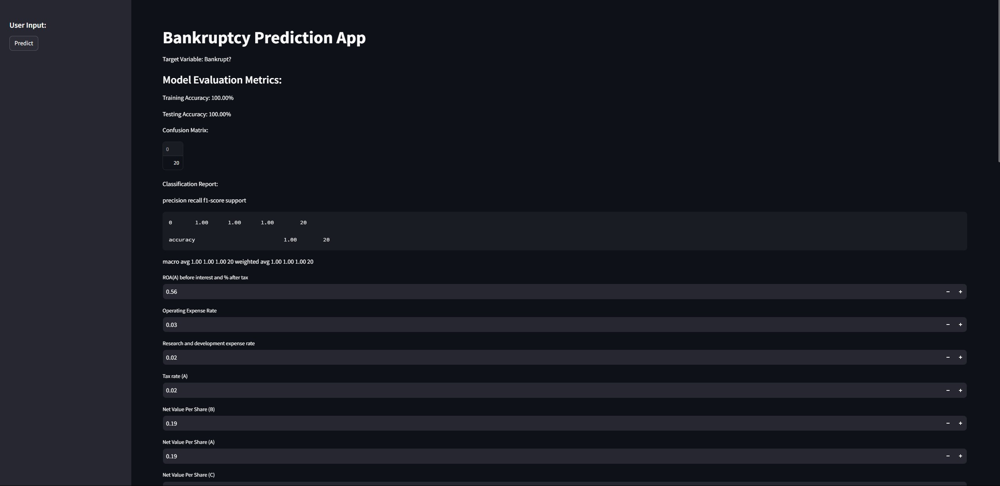 User Input:
Predict
Bankruptcy Prediction App
Target Variable: Bankrupt?
Model Evaluation Metrics:
Training Accuracy: 100.00%
Testing Accuracy: 100.00%
Confusion Matrix:
0
20
Classification Report:
precision recall f1-score support
0 1.00 1.00 1.00 20
accuracy 1.00 20
macro avg 1.00 1.00 1.00 20 weighted avg 1.00 1.00 1.00 20
ROA(A) before interest and % after tax
0.56 − +
Operating Expense Rate
0.03 − +
Research and development expense rate
0.02 − +
Tax rate (A)
0.02 − +
Net Value Per Share (B)
0.19 − +
Net Value Per Share (A)
0.19 − +
Net Value Per Share (C)